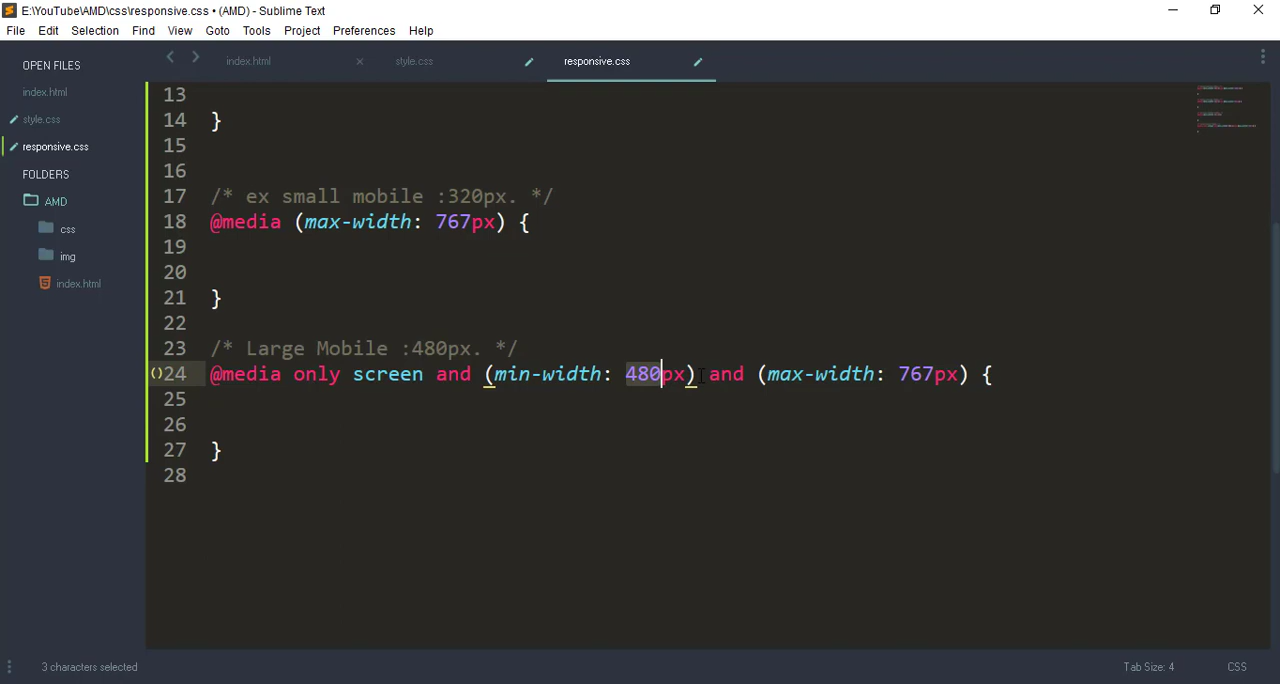 E:\YouTube\AMD\css\responsive.css • (AMD) - Sublime Text
File Edit Selection Find View Goto Tools Project Preferences Help
OPEN FILES
index.html
style.css
responsive.css
FOLDERS
AMD
css
img
index.html
index.html style.css responsive.css
13
14 }
15
16
17 /* ex small mobile :320px. */
18 @media (max-width: 767px) {
19
20
21 }
22
23 /* Large Mobile :480px. */
24 @media only screen and (min-width: 480px) and (max-width: 767px) {
25
26
27 }
28
3 characters selected
Tab Size: 4
CSS